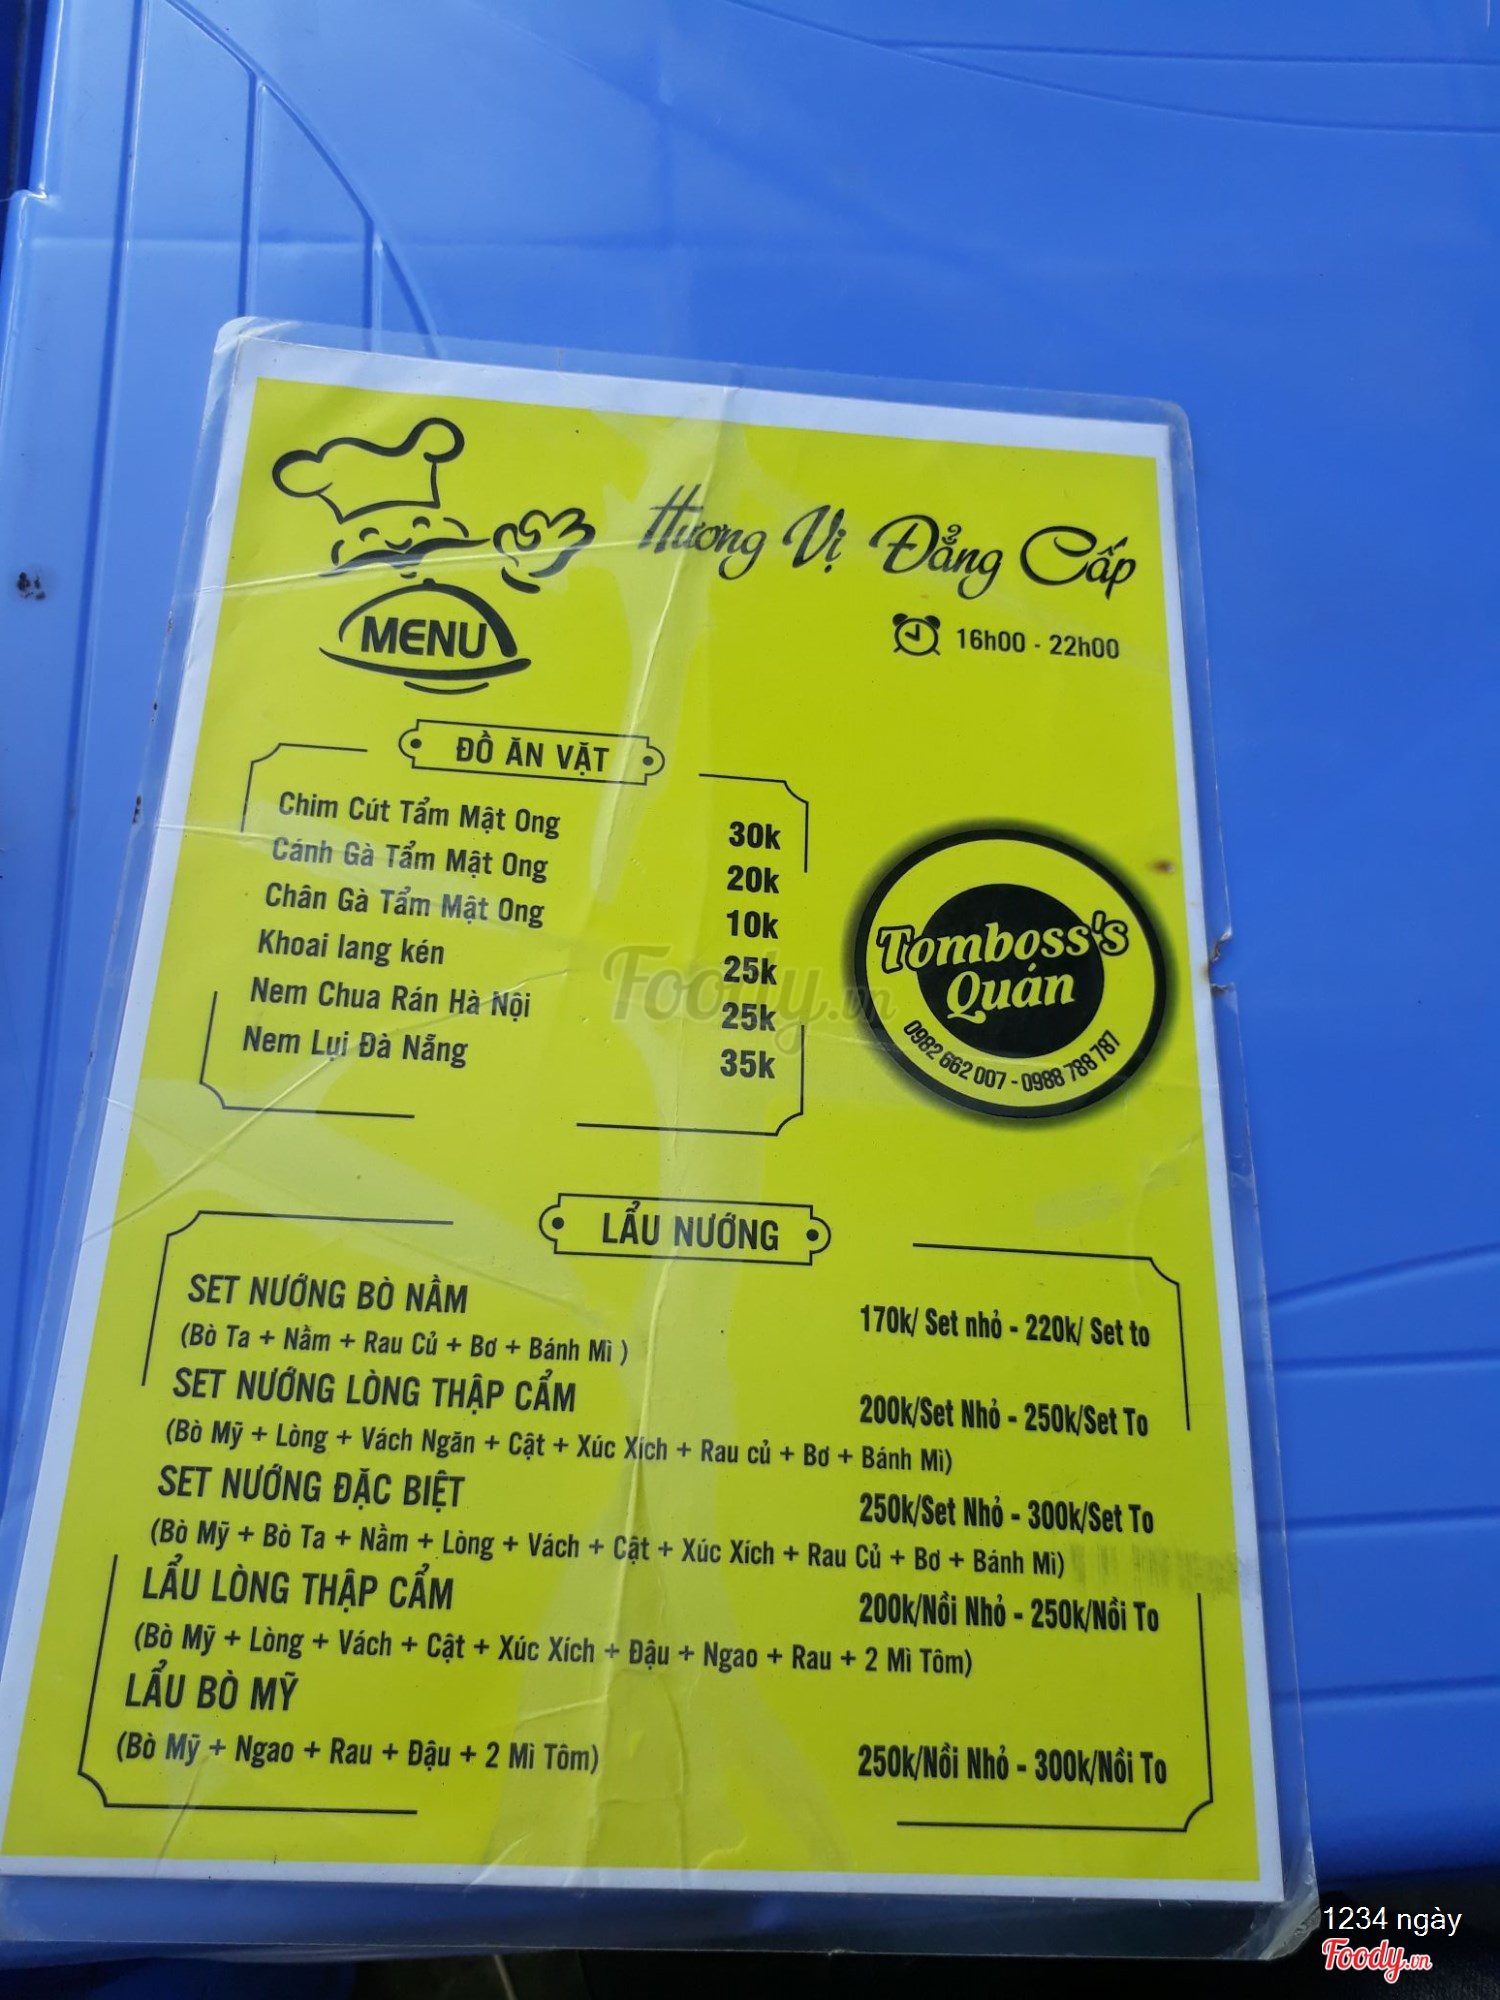 Hương Vị Đẳng Cấp
MENU
16h00 - 22h00
ĐỒ ĂN VẶT
Chim Cút Tẩm Mật Ong 30k
Cánh Gà Tẩm Mật Ong 20k
Chân Gà Tẩm Mật Ong 10k
Khoai lang kén 25k
Nem Chua Rán Hà Nội 25k
Nem Lụi Đà Nẵng 35k
Tomboss's
Quán
0982 662 007 - 0988 788 787
Foody.vn
LẨU NƯỚNG
SET NƯỚNG BÒ NẦM
170k/ Set nhỏ - 220k/ Set to
(Bò Ta + Nầm + Rau Củ + Bơ + Bánh Mì )
SET NƯỚNG LÒNG THẬP CẨM
200k/Set Nhỏ - 250k/Set To
(Bò Mỹ + Lòng + Vách Ngăn + Cật + Xúc Xích + Rau củ + Bơ + Bánh Mì)
SET NƯỚNG ĐẶC BIỆT
250k/Set Nhỏ - 300k/Set To
(Bò Mỹ + Bò Ta + Nầm + Lòng + Vách + Cật + Xúc Xích + Rau Củ + Bơ + Bánh Mì)
LẨU LÒNG THẬP CẨM
200k/Nồi Nhỏ - 250k/Nồi To
(Bò Mỹ + Lòng + Vách + Cật + Xúc Xích + Đậu + Ngao + Rau + 2 Mì Tôm)
LẨU BÒ MỸ
(Bò Mỹ + Ngao + Rau + Đậu + 2 Mì Tôm)
250k/Nồi Nhỏ - 300k/Nồi To
1234 ngày
Foody.vn